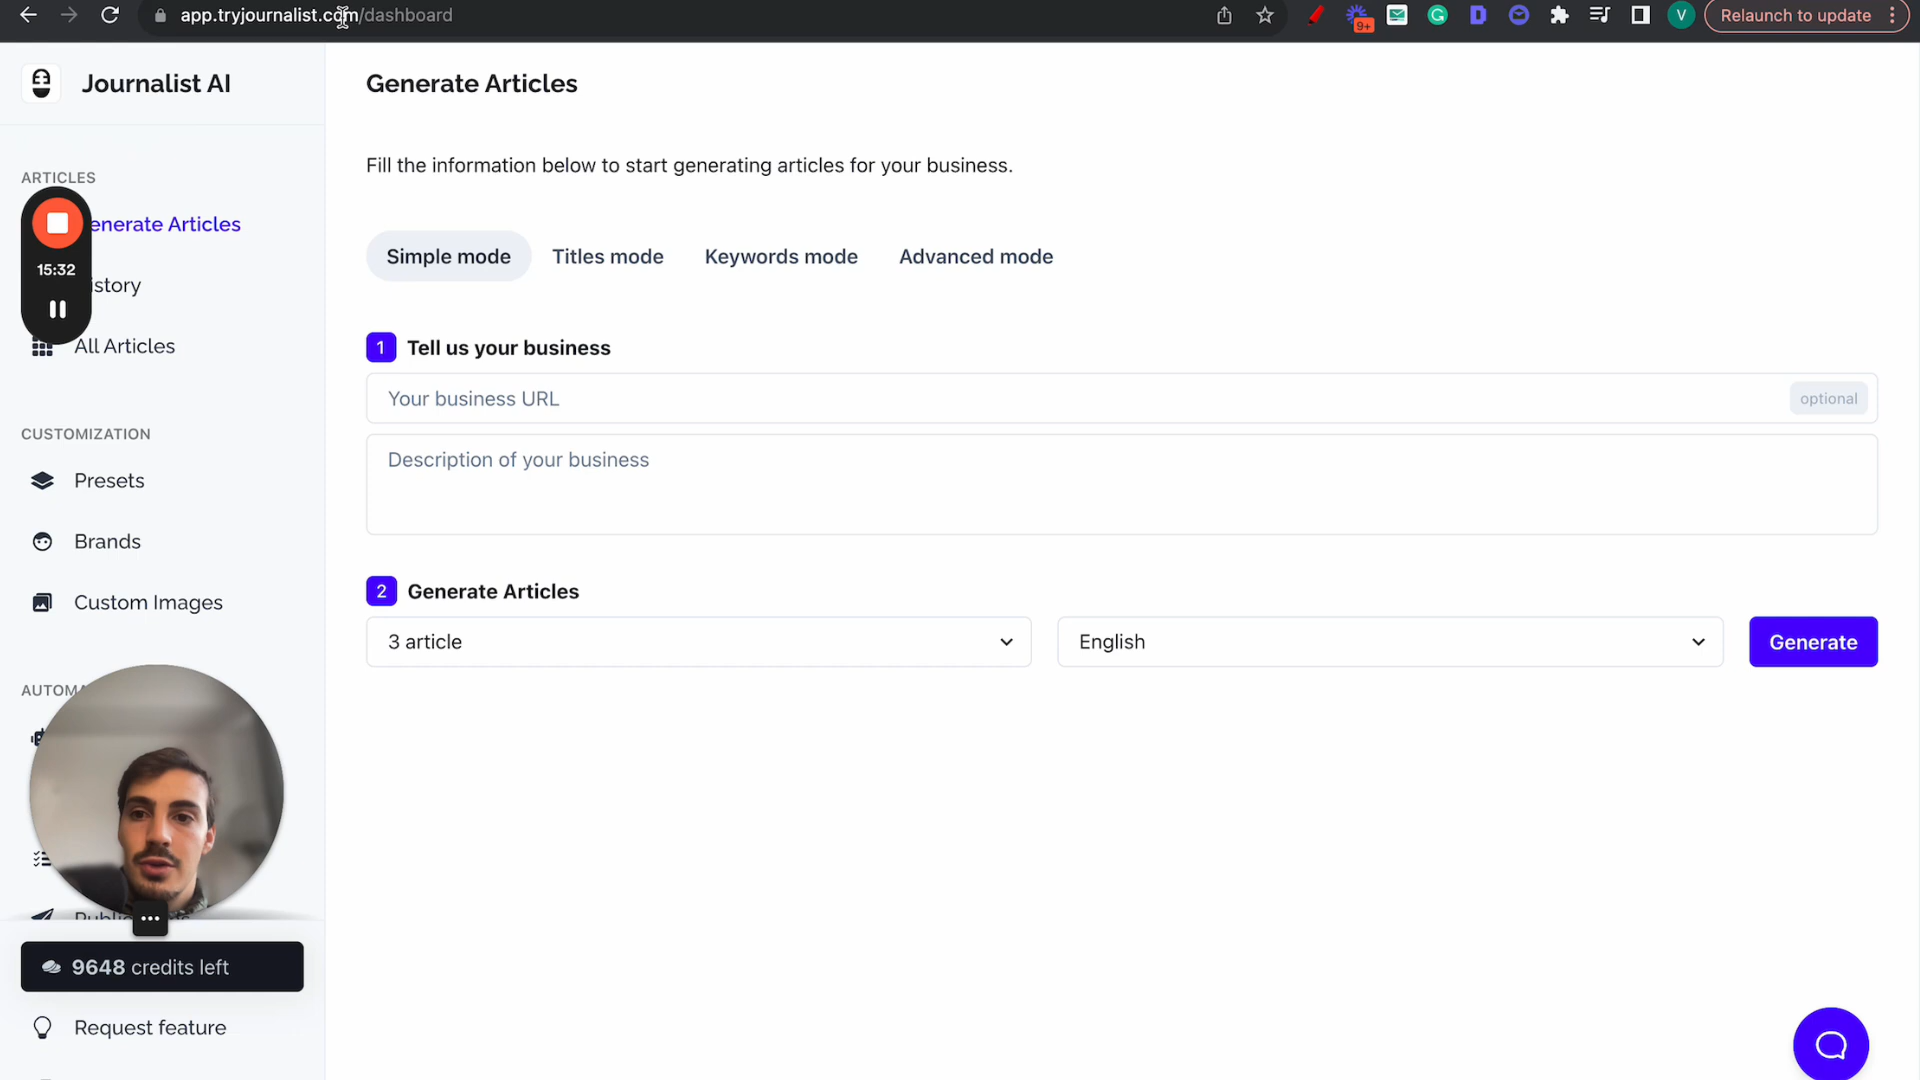 app.tryjournalist.com/dashboard
9+
V
Relaunch to update
Journalist AI
Generate Articles
Fill the information below to start generating articles for your business.
ARTICLES
enerate Articles
15:32
istory
All Articles
Simple mode
Titles mode
Keywords mode
Advanced mode
1 Tell us your business
Your business URL
optional
Description of your business
CUSTOMIZATION
Presets
Brands
Custom Images
2 Generate Articles
3 article
English
Generate
AUTOMA
9648 credits left
Request feature